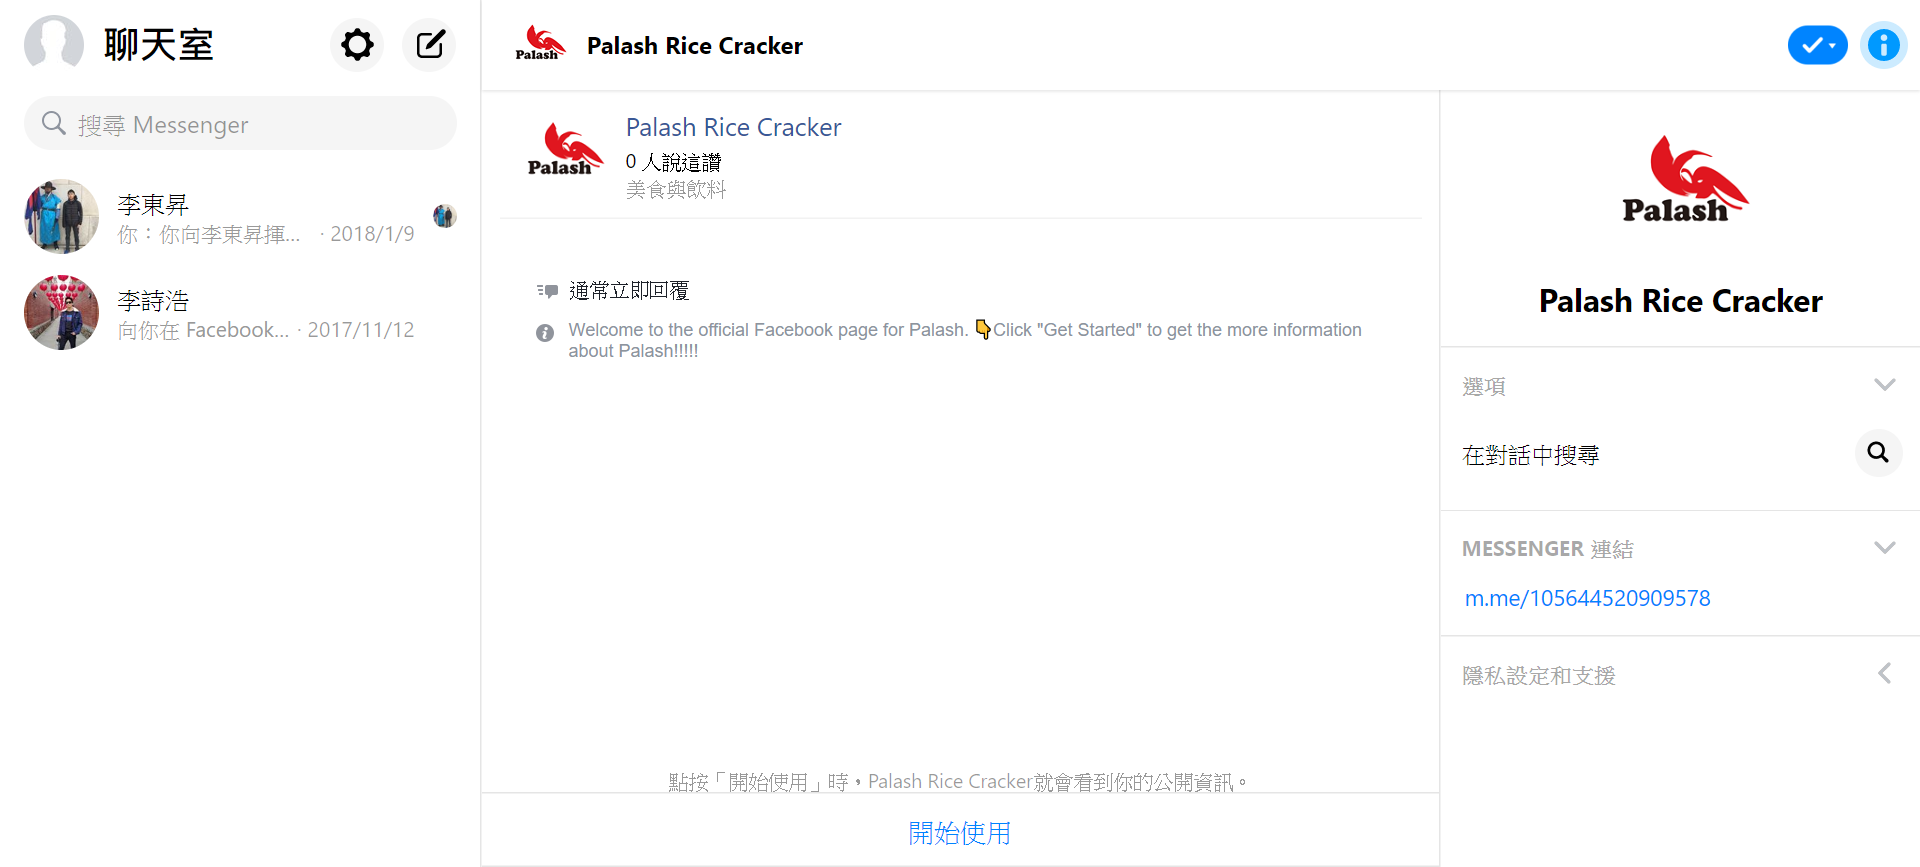 聊天室
搜尋 Messenger
李東昇
你：你向李東昇揮... · 2018/1/9
李詩浩
向你在 Facebook... · 2017/11/12
Palash
Palash Rice Cracker
Palash
Palash Rice Cracker
0 人說這讚
美食與飲料
通常立即回覆
Welcome to the official Facebook page for Palash. 👇Click "Get Started" to get the more information
about Palash!!!!!
點按「開始使用」時，Palash Rice Cracker就會看到你的公開資訊。
開始使用
Palash
Palash Rice Cracker
選項
在對話中搜尋
MESSENGER 連結
m.me/105644520909578
隱私設定和支援